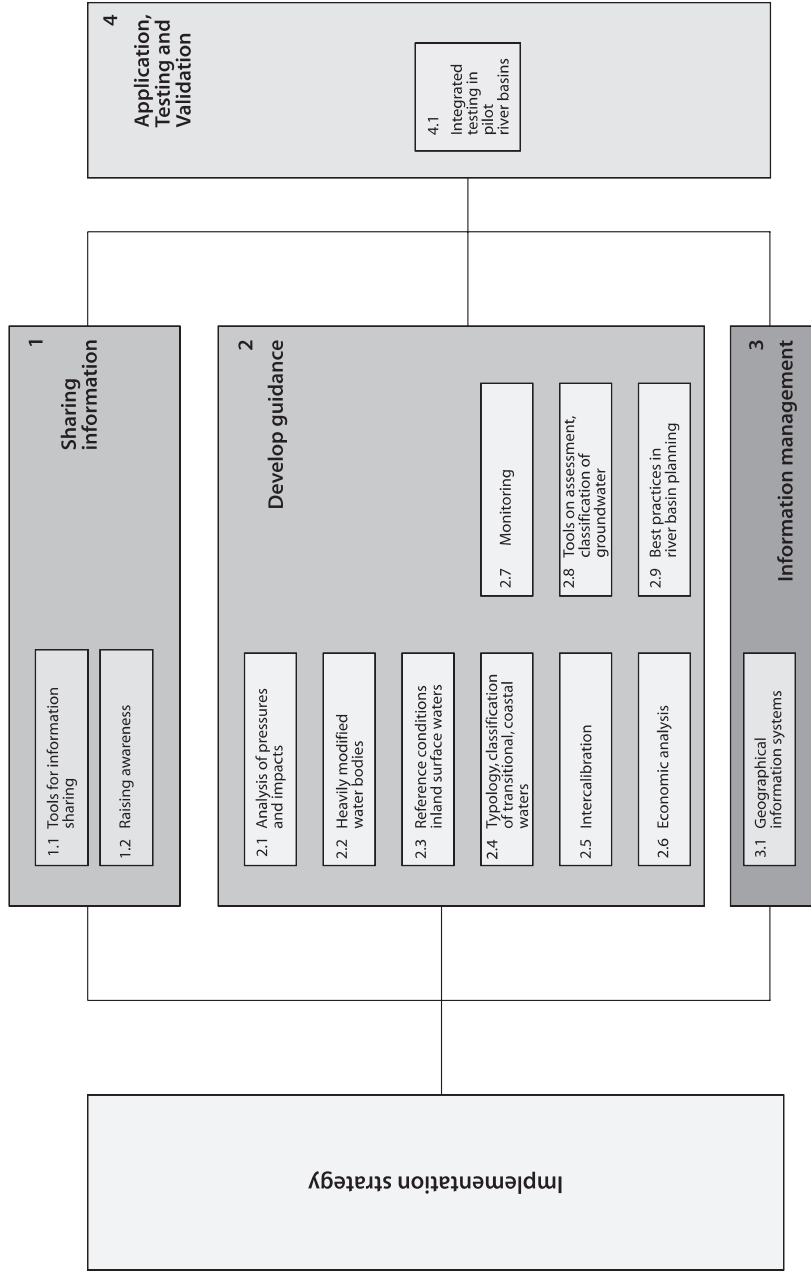 Implementation strategy
1
Sharing
information
1.1 Tools for information
sharing
1.2 Raising awareness
2
Develop guidance
2.1 Analysis of pressures
and impacts
2.2 Heavily modified
water bodies
2.3 Reference conditions
inland surface waters
2.4 Typology, classification
of transitional, coastal
waters
2.5 Intercalibration
2.6 Economic analysis
2.7 Monitoring
2.8 Tools on assessment,
classification of
groundwater
2.9 Best practices in
river basin planning
3
Information management
3.1 Geographical
information systems
4
Application,
Testing and
Validation
4.1
Integrated
testing in
pilot
river basins